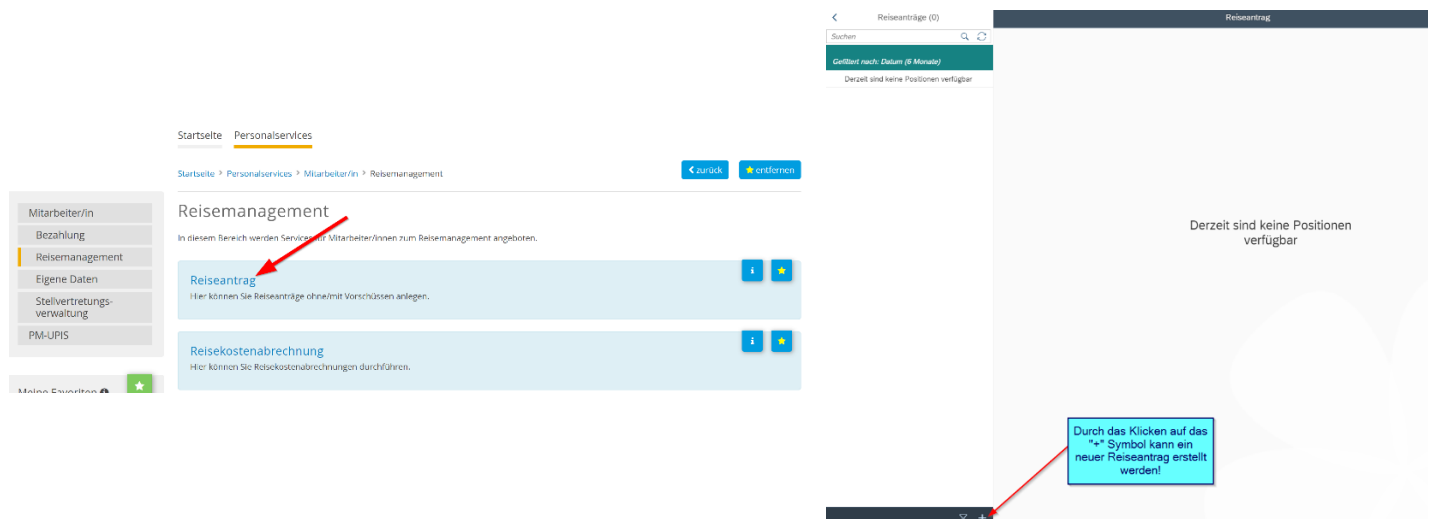 Startseite Personalservices
Startseite > Personalservices > Mitarbeiter/in > Reisemanagement
zurück
entfernen
Mitarbeiter/in
Bezahlung
Reisemanagement
Eigene Daten
Stellvertretungs-
verwaltung
PM-UPIS
Meine Favoriten
Reisemanagement
In diesem Bereich werden Services für Mitarbeiter/innen zum Reisemanagement angeboten.
Reiseantrag
Hier können Sie Reiseanträge ohne/mit Vorschüssen anlegen.
Reisekostenabrechnung
Hier können Sie Reisekostenabrechnungen durchführen.
Reiseanträge (0)
Suchen
Gefiltert nach: Datum (6 Monate)
Derzeit sind keine Positionen verfügbar
Reiseantrag
Derzeit sind keine Positionen
verfügbar
Durch das Klicken auf das
"+" Symbol kann ein
neuer Reiseantrag erstellt
werden!